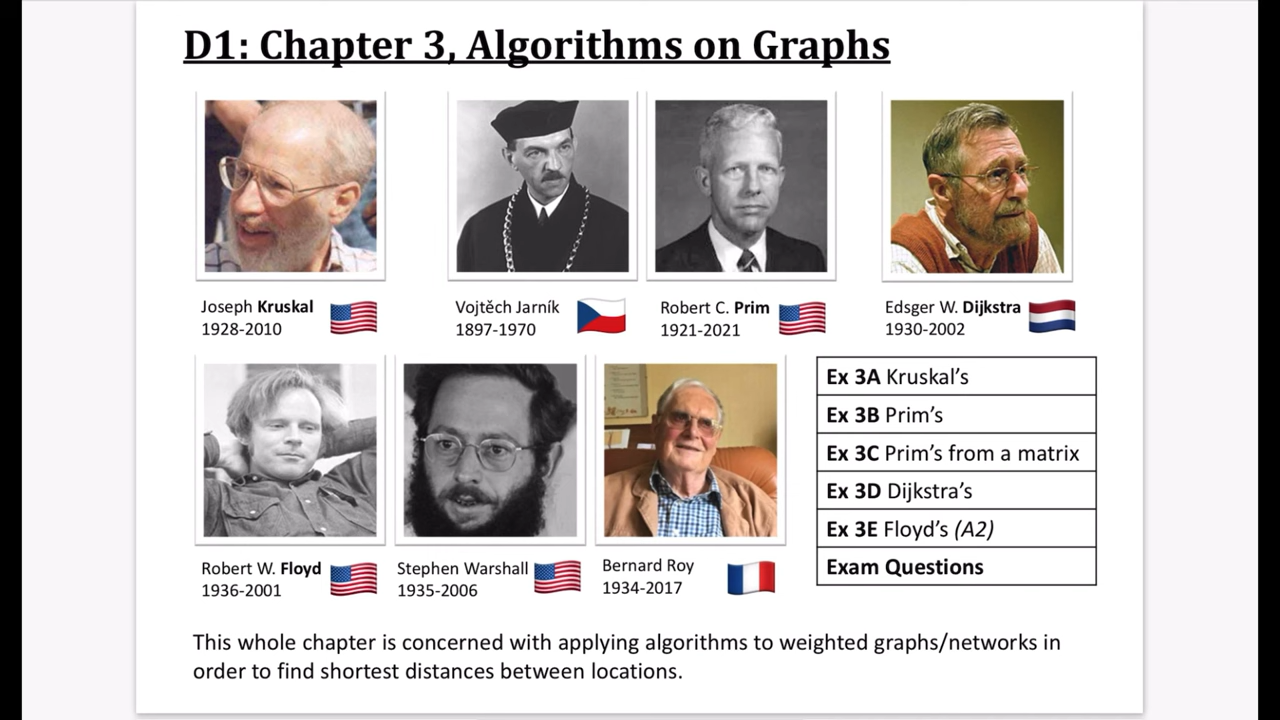 D1: Chapter 3, Algorithms on Graphs
Joseph Kruskal
1928-2010
Vojtěch Jarník
1897-1970
Robert C. Prim
1921-2021
Edsger W. Dijkstra
1930-2002
Robert W. Floyd
1936-2001
Stephen Warshall
1935-2006
Bernard Roy
1934-2017
Ex 3A Kruskal’s
Ex 3B Prim’s
Ex 3C Prim’s from a matrix
Ex 3D Dijkstra’s
Ex 3E Floyd’s (A2)
Exam Questions
This whole chapter is concerned with applying algorithms to weighted graphs/networks in
order to find shortest distances between locations.